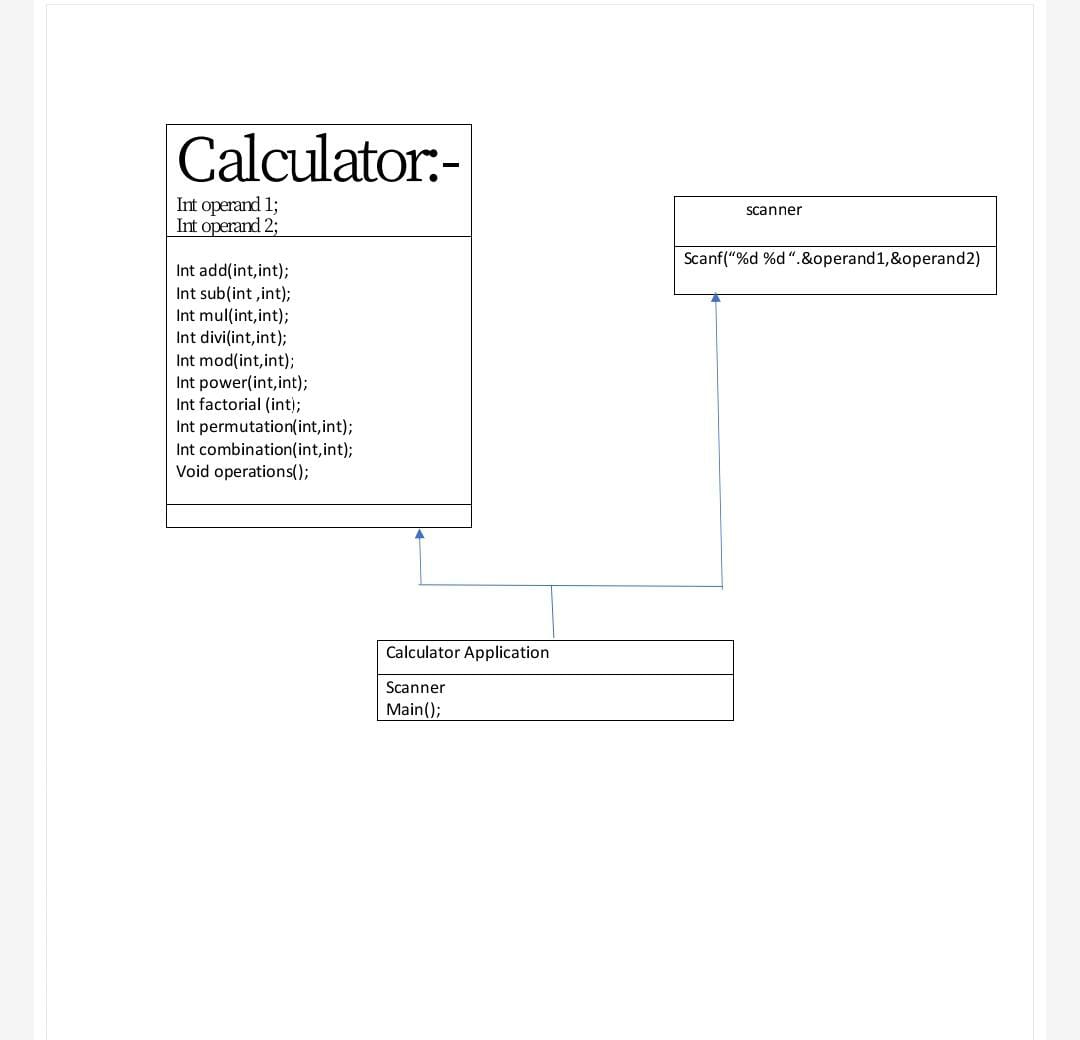 Calculator:-
Int operand 1;
Int operand 2;
Int add(int,int);
Int sub(int ,int);
Int mul(int,int);
Int divi(int,int);
Int mod(int,int);
Int power(int,int);
Int factorial (int);
Int permutation(int,int);
Int combination(int,int);
Void operations();
scanner
Scanf(“%d %d “.&operand1,&operand2)
Calculator Application
Scanner
Main();